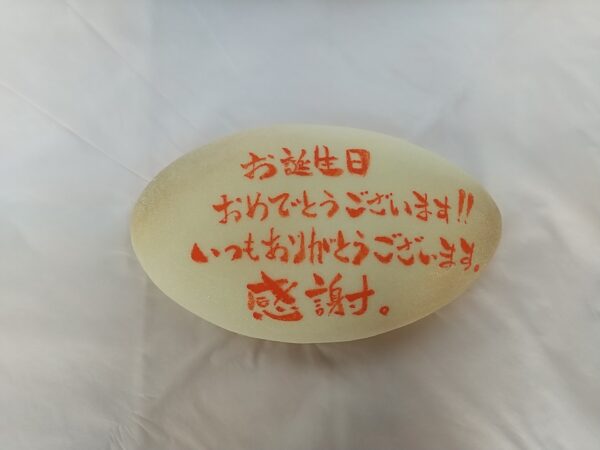 お誕生日
おめでとうございます!!
いつもありがとうございます。
感謝。